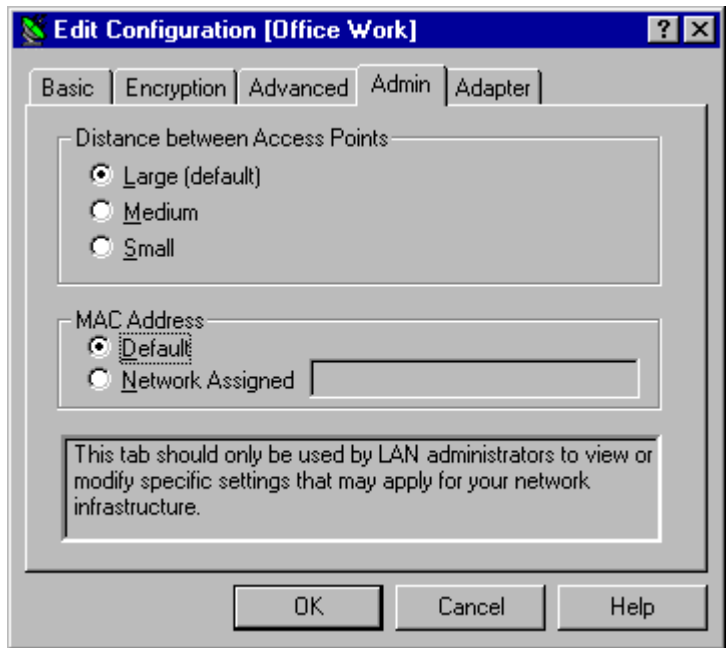 Edit Configuration [Office Work]
Basic Encryption Advanced Admin Adapter
Distance between Access Points
Large (default)
Medium
Small
MAC Address
Default
Network Assigned
This tab should only be used by LAN administrators to view or
modify specific settings that may apply for your network
infrastructure.
OK Cancel Help